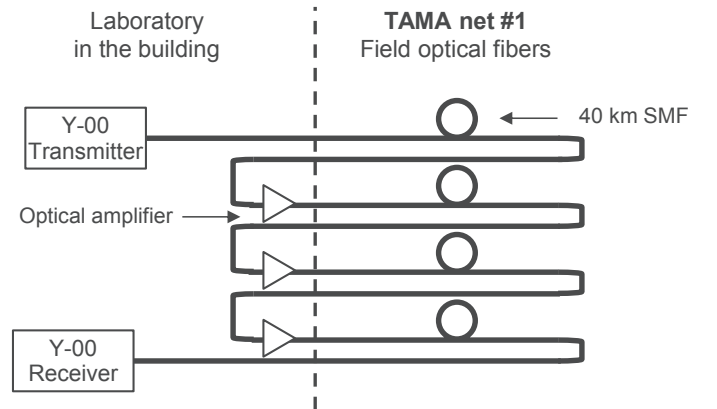 Laboratory
in the building
TAMA net #1
Field optical fibers
Y-00
Transmitter
40 km SMF
Optical amplifier
Y-00
Receiver